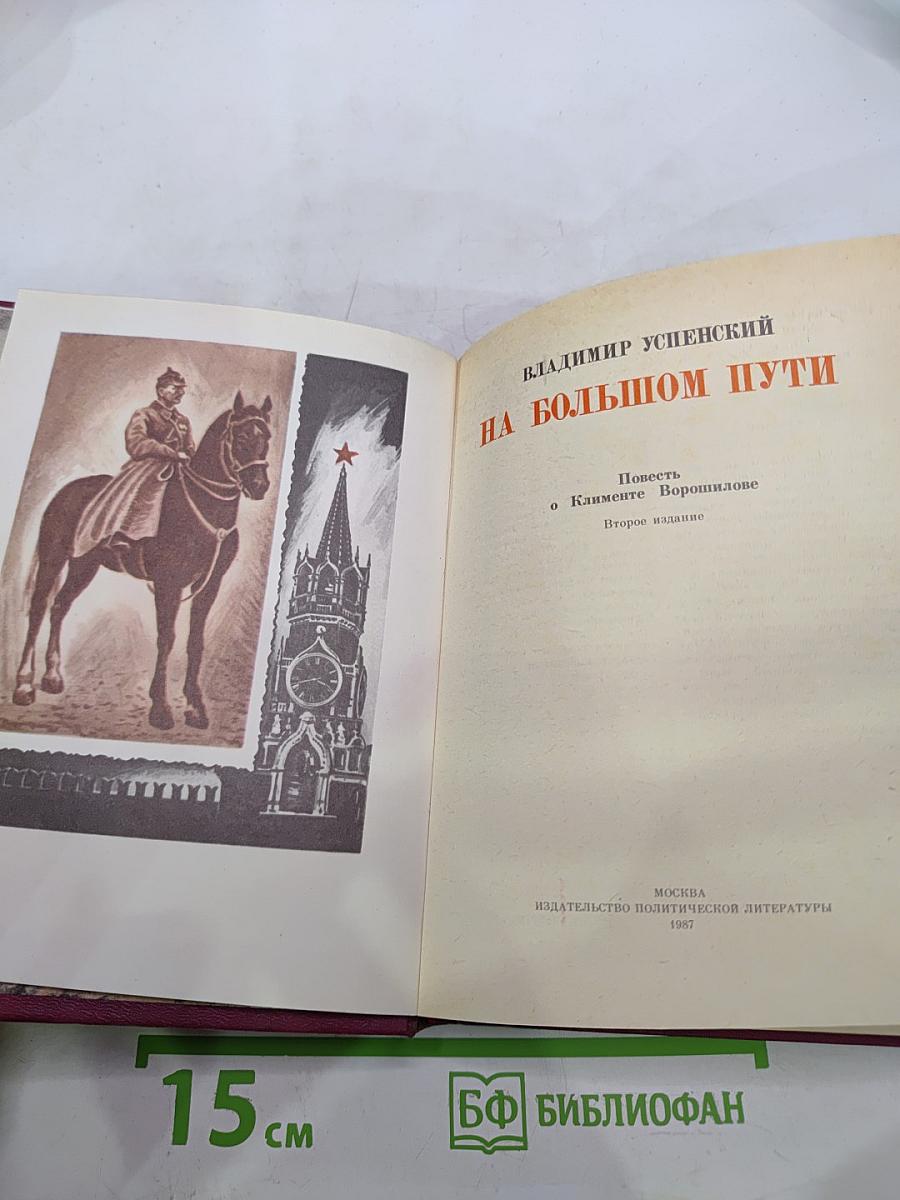 ВЛАДИМИР УСПЕНСКИЙ
НА БОЛЬШОМ ПУТИ
Повесть
о Клименте Ворошилове
Второе издание
МОСКВА
ИЗДАТЕЛЬСТВО ПОЛИТИЧЕСКОЙ ЛИТЕРАТУРЫ
1987
15 см
БФ БИБЛИОФАН